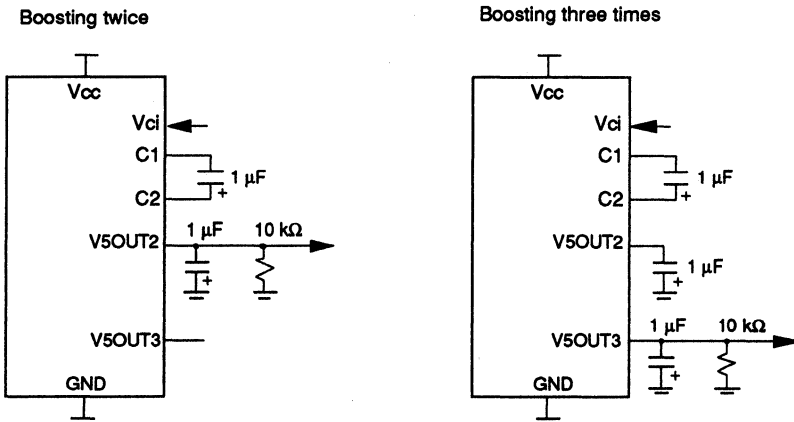 Boosting twice
Vcc
Vci
C1
1 µF
+
C2
V5OUT2
1 µF
10 kΩ
+
V5OUT3
GND
Boosting three times
Vcc
Vci
C1
1 µF
+
C2
V5OUT2
1 µF
+
V5OUT3
1 µF
10 kΩ
+
GND